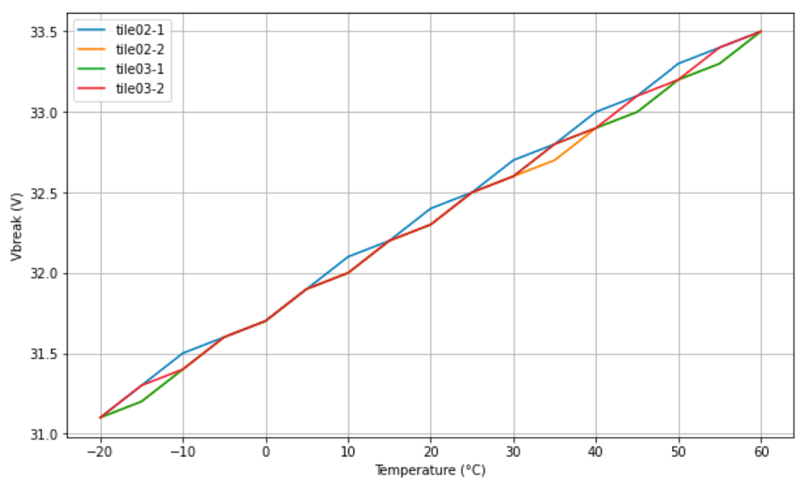 tile02-1
tile02-2
tile03-1
tile03-2
33.5
33.0
32.5
32.0
31.5
31.0
Vbreak (V)
−20 −10 0 10 20 30 40 50 60
Temperature (°C)